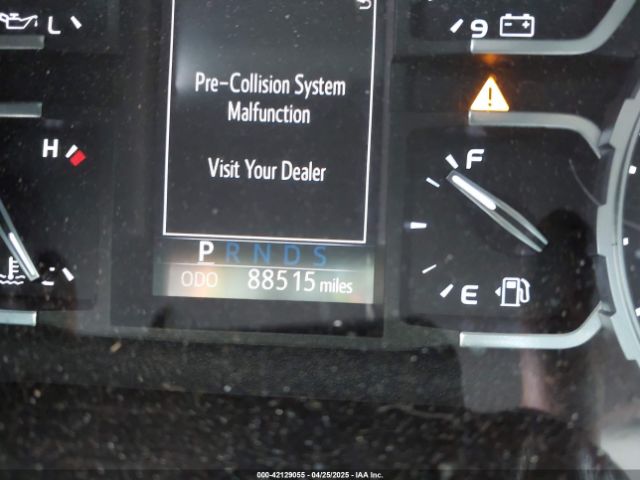 L
9
Pre-Collision System
Malfunction
Visit Your Dealer
H
F
P R N D S
ODO 88515 miles
E
000-42129055 - 04/25/2025 - IAA Inc.